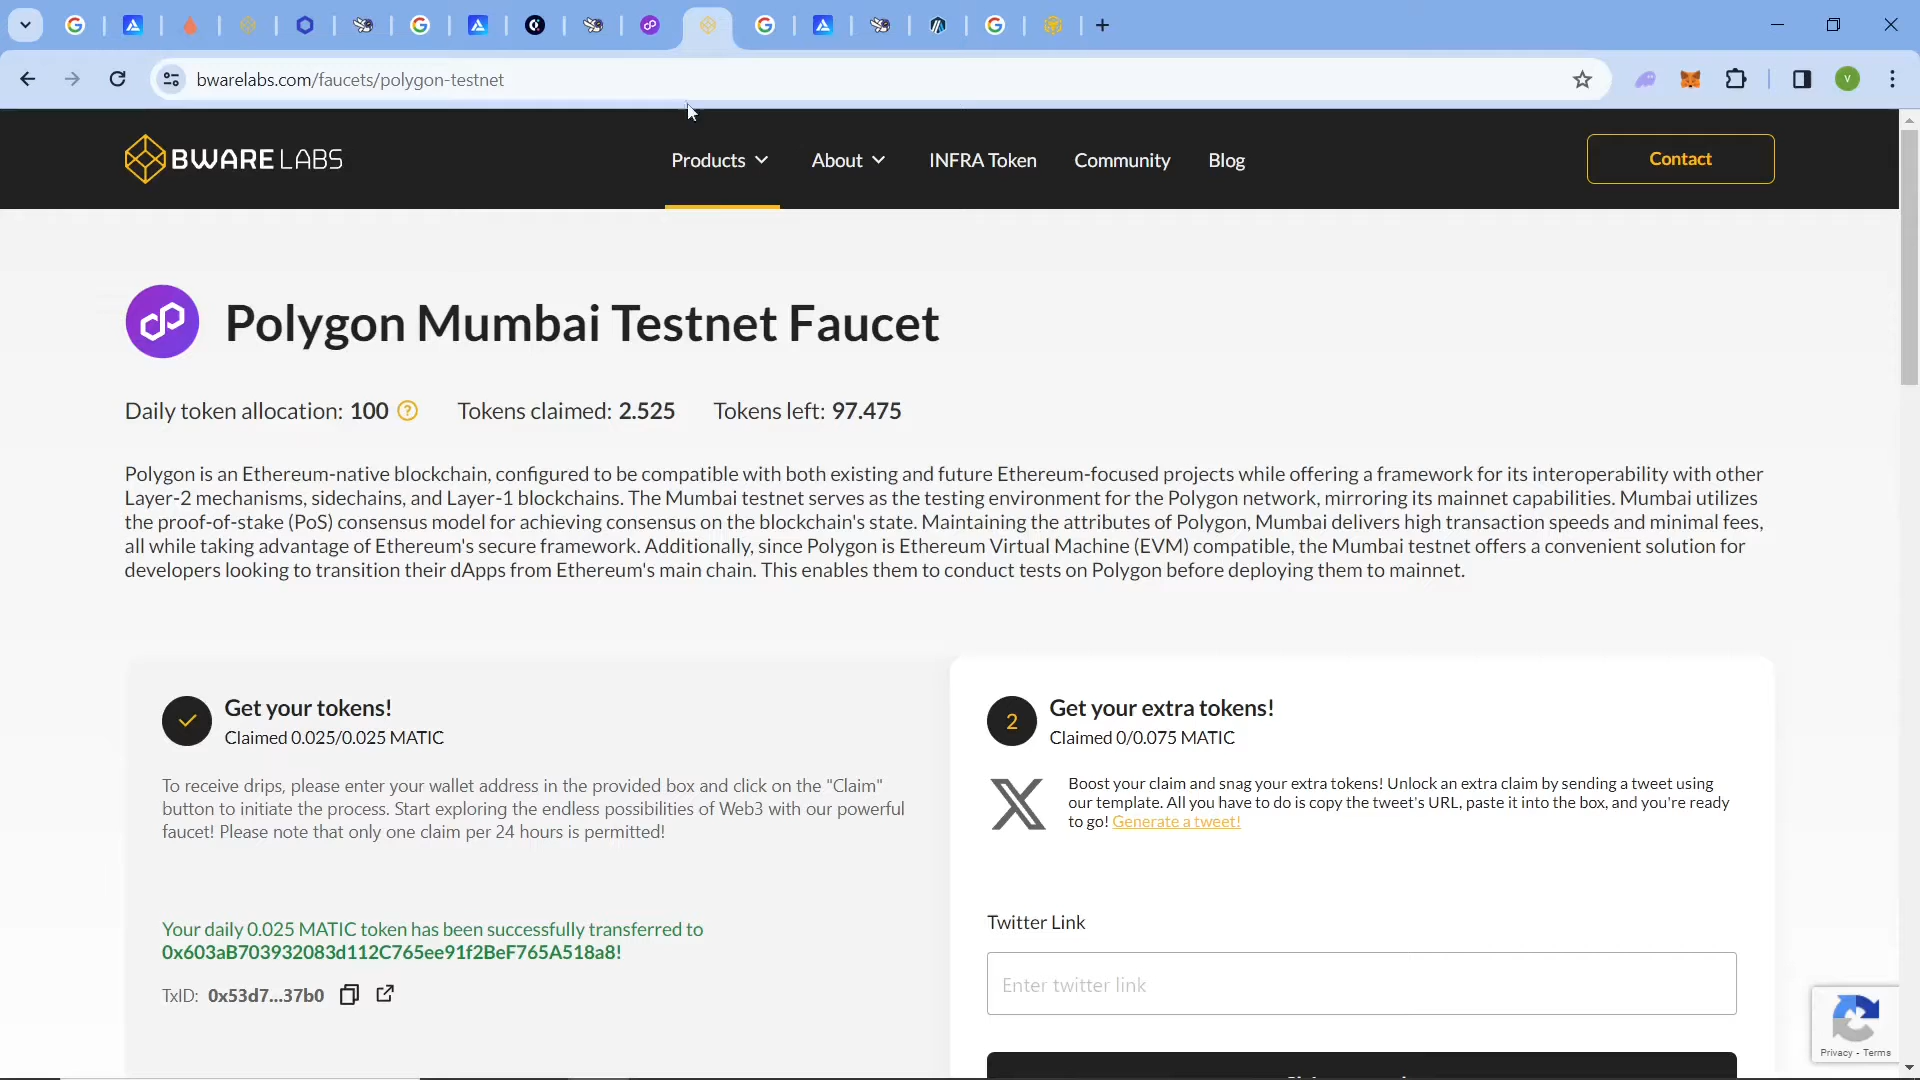 bwarelabs.com/faucets/polygon-testnet
V
BWARE LABS
Products
About
INFRA Token
Community
Blog
Contact
Polygon Mumbai Testnet Faucet
Daily token allocation: 100 ?
Tokens claimed: 2.525
Tokens left: 97.475
Polygon is an Ethereum-native blockchain, configured to be compatible with both existing and future Ethereum-focused projects while offering a framework for its interoperability with other
Layer-2 mechanisms, sidechains, and Layer-1 blockchains. The Mumbai testnet serves as the testing environment for the Polygon network, mirroring its mainnet capabilities. Mumbai utilizes
the proof-of-stake (PoS) consensus model for achieving consensus on the blockchain's state. Maintaining the attributes of Polygon, Mumbai delivers high transaction speeds and minimal fees,
all while taking advantage of Ethereum's secure framework. Additionally, since Polygon is Ethereum Virtual Machine (EVM) compatible, the Mumbai testnet offers a convenient solution for
developers looking to transition their dApps from Ethereum's main chain. This enables them to conduct tests on Polygon before deploying them to mainnet.
Get your tokens!
Claimed 0.025/0.025 MATIC
To receive drips, please enter your wallet address in the provided box and click on the "Claim"
button to initiate the process. Start exploring the endless possibilities of Web3 with our powerful
faucet! Please note that only one claim per 24 hours is permitted!
Your daily 0.025 MATIC token has been successfully transferred to
0x603aB703932083d112C765ee91f2BeF765A518a8!
TxID: 0x53d7...37b0
2
Get your extra tokens!
Claimed 0/0.075 MATIC
Boost your claim and snag your extra tokens! Unlock an extra claim by sending a tweet using
our template. All you have to do is copy the tweet's URL, paste it into the box, and you're ready
to go! Generate a tweet!
Twitter Link
Enter twitter link
Privacy - Terms